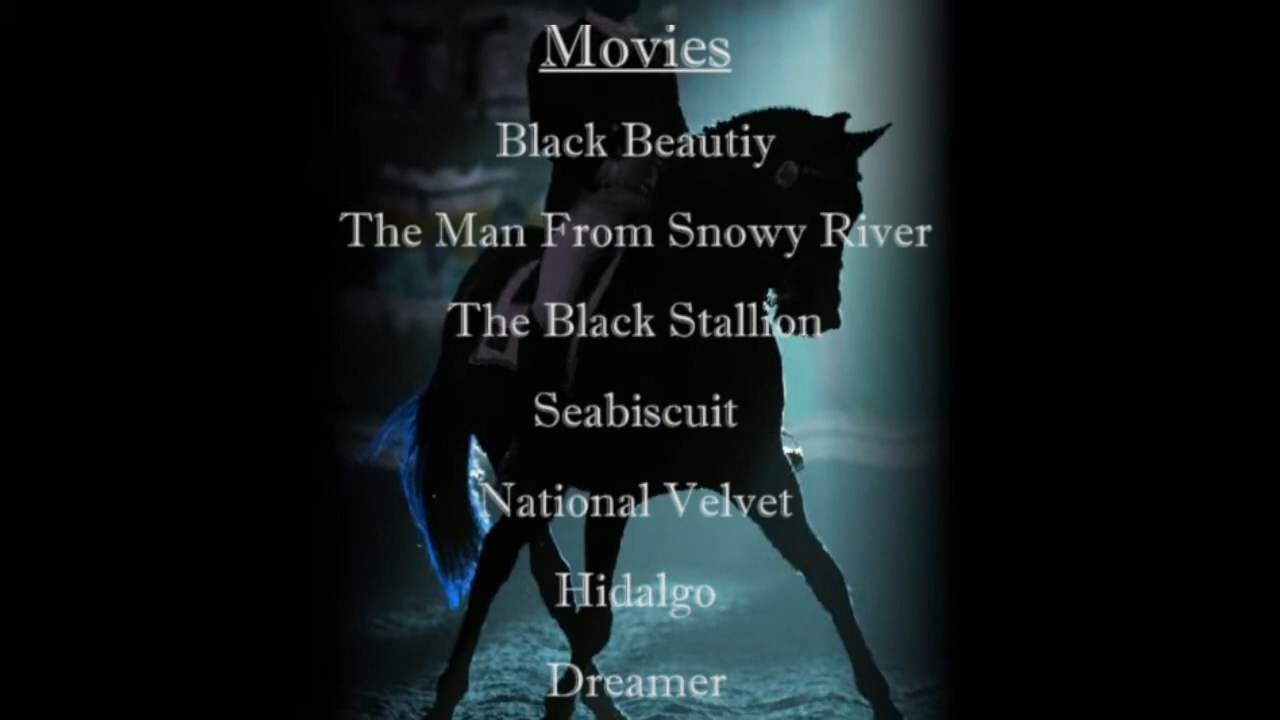 Movies
Black Beautiy
The Man From Snowy River
The Black Stallion
Seabiscuit
National Velvet
Hidalgo
Dreamer